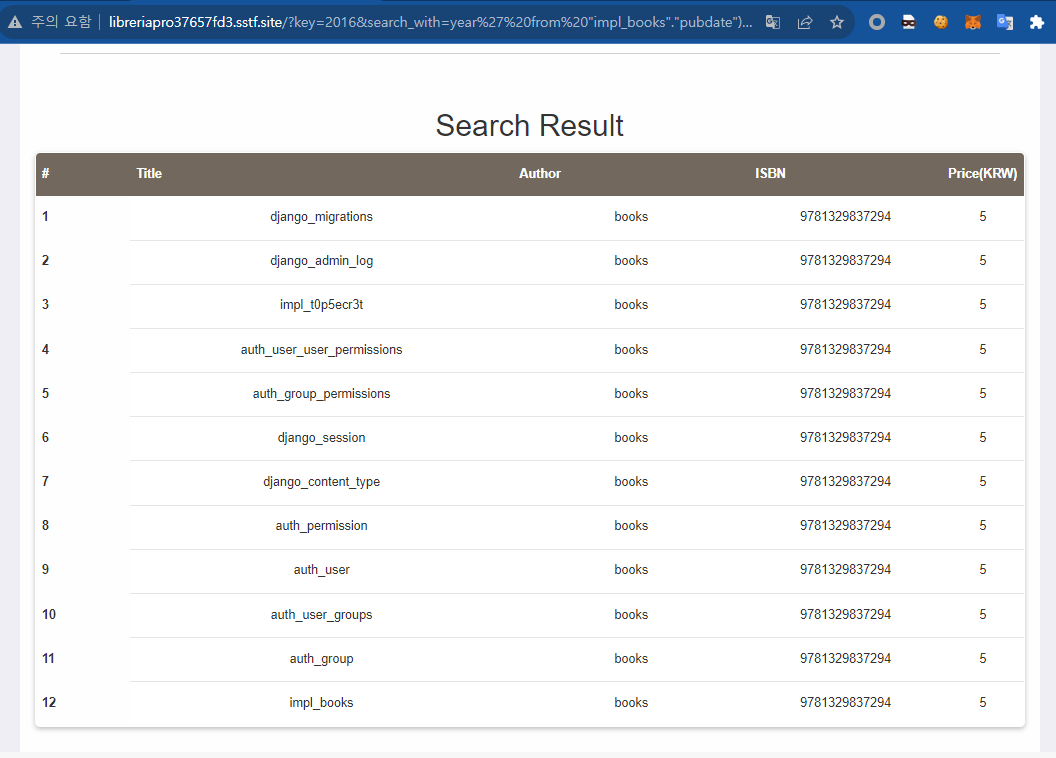 주의 요함 | libreriapro37657fd3.sstf.site/?key=2016&search_with=year%27%20from%20"impl_books"."pubdate")...
Search Result
# Title Author ISBN Price(KRW)
1 django_migrations books 9781329837294 5
2 django_admin_log books 9781329837294 5
3 impl_t0p5ecr3t books 9781329837294 5
4 auth_user_user_permissions books 9781329837294 5
5 auth_group_permissions books 9781329837294 5
6 django_session books 9781329837294 5
7 django_content_type books 9781329837294 5
8 auth_permission books 9781329837294 5
9 auth_user books 9781329837294 5
10 auth_user_groups books 9781329837294 5
11 auth_group books 9781329837294 5
12 impl_books books 9781329837294 5